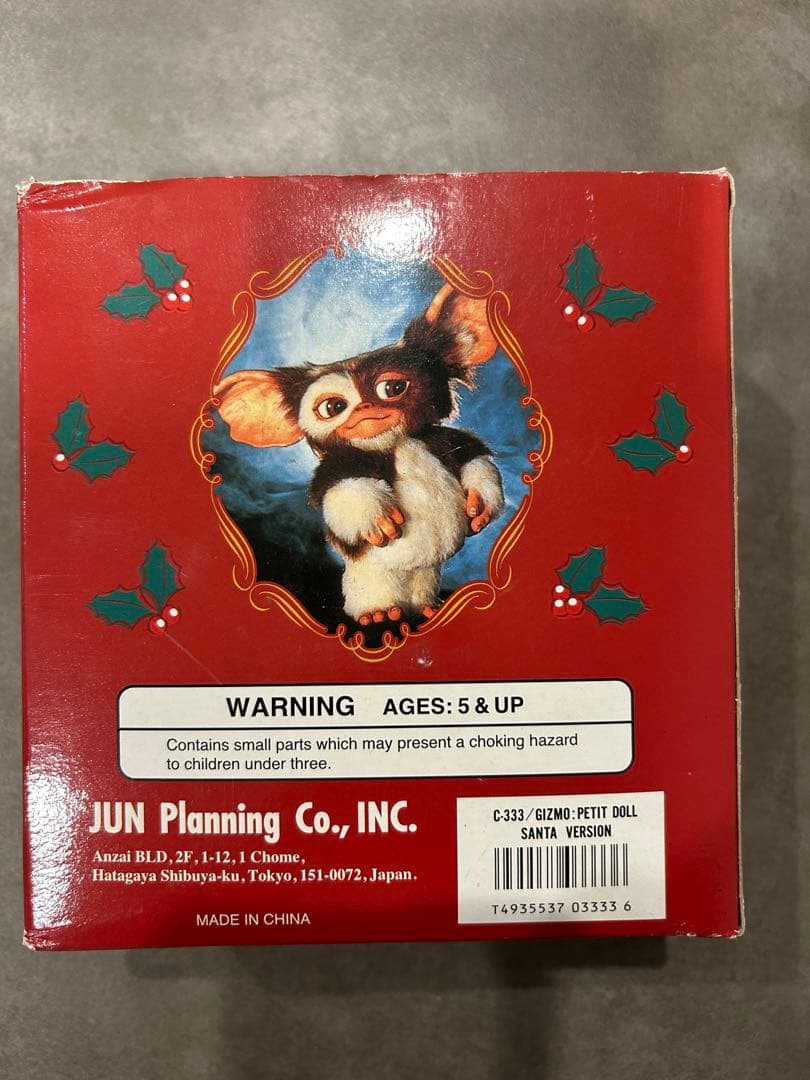 WARNING AGES: 5 & UP
Contains small parts which may present a choking hazard
to children under three.
JUN Planning Co., INC.
Anzai BLD, 2F, 1-12, 1 Chome,
Hatagaya Shibuya-ku, Tokyo, 151-0072, Japan.
MADE IN CHINA
C-333/GIZMO:PETIT DOLL
SANTA VERSION
T4935537 03333 6